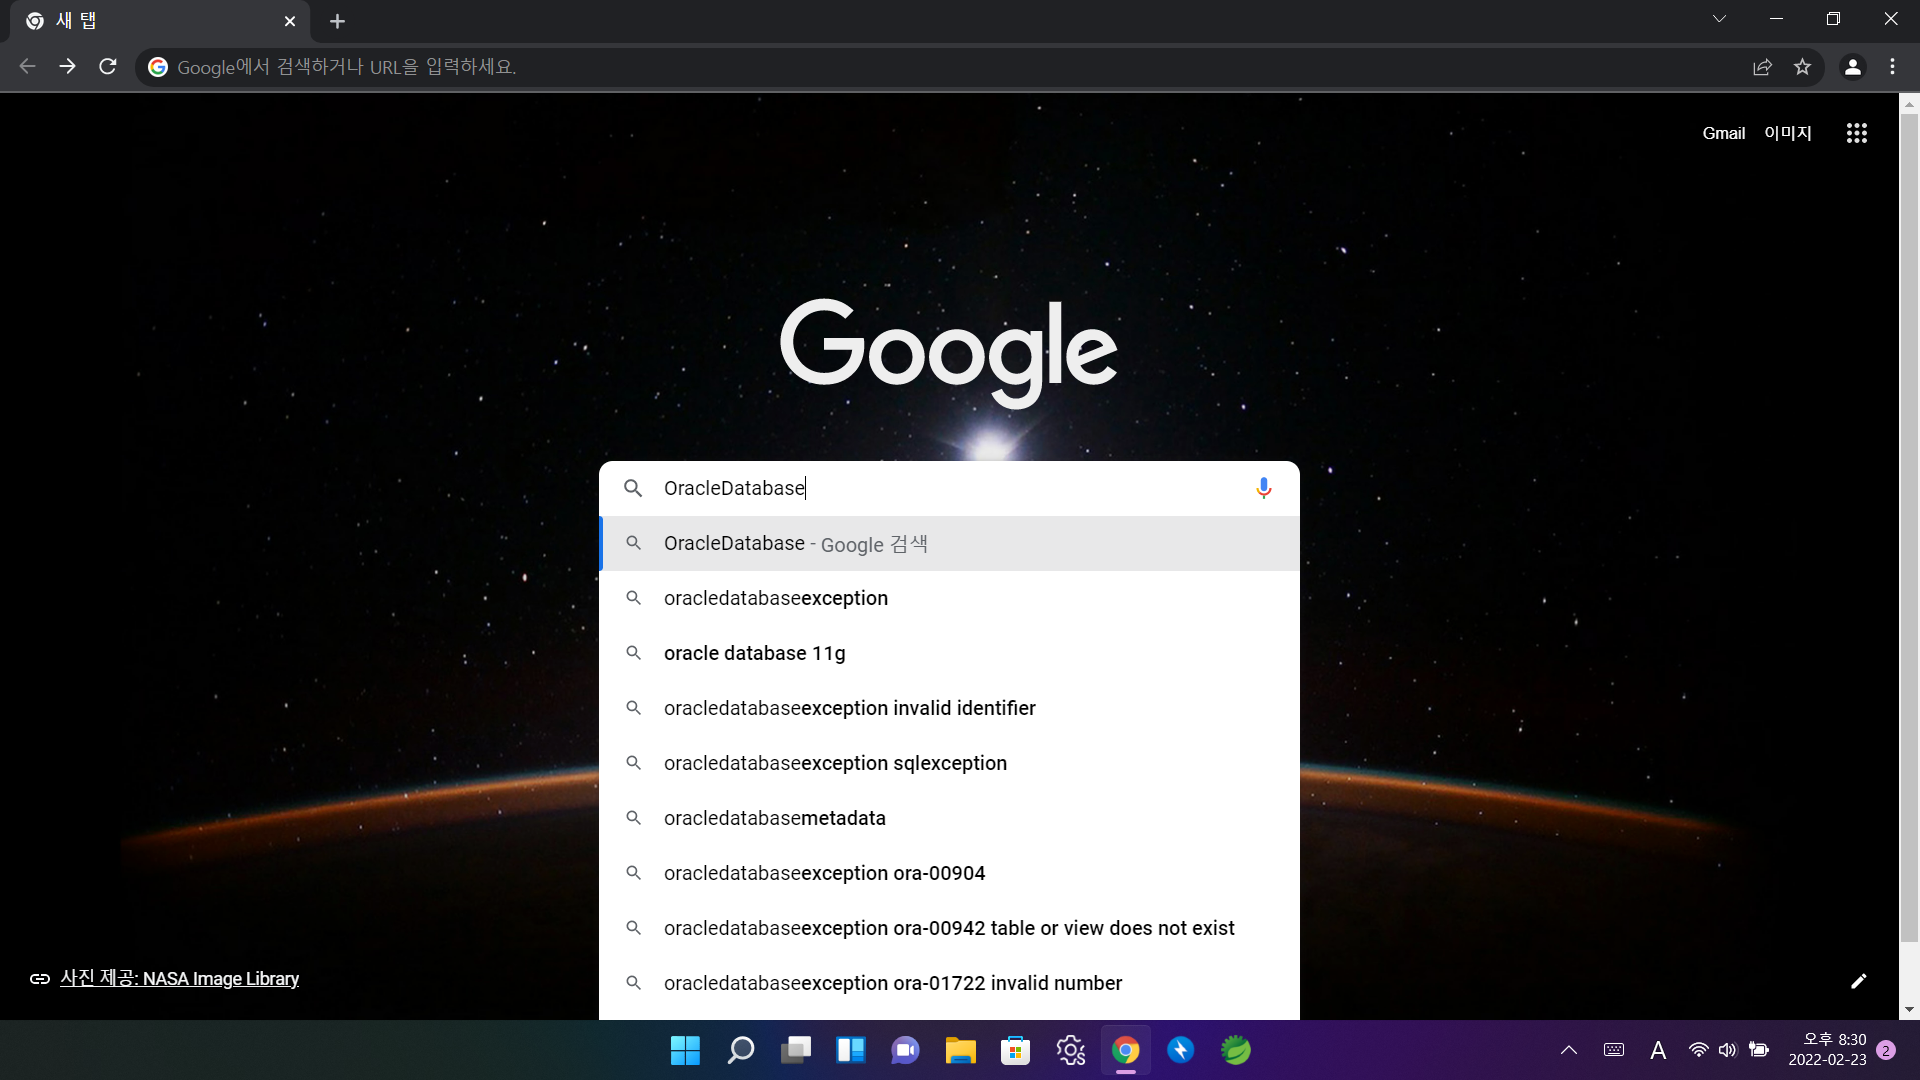 새 탭
Google에서 검색하거나 URL을 입력하세요.
Gmail 이미지
Google
OracleDatabase
OracleDatabase - Google 검색
oracledatabaseexception
oracle database 11g
oracledatabaseexception invalid identifier
oracledatabaseexception sqlexception
oracledatabasemetadata
oracledatabaseexception ora-00904
oracledatabaseexception ora-00942 table or view does not exist
oracledatabaseexception ora-01722 invalid number
사진 제공: NASA Image Library
A
오후 8:30
2022-02-23
2